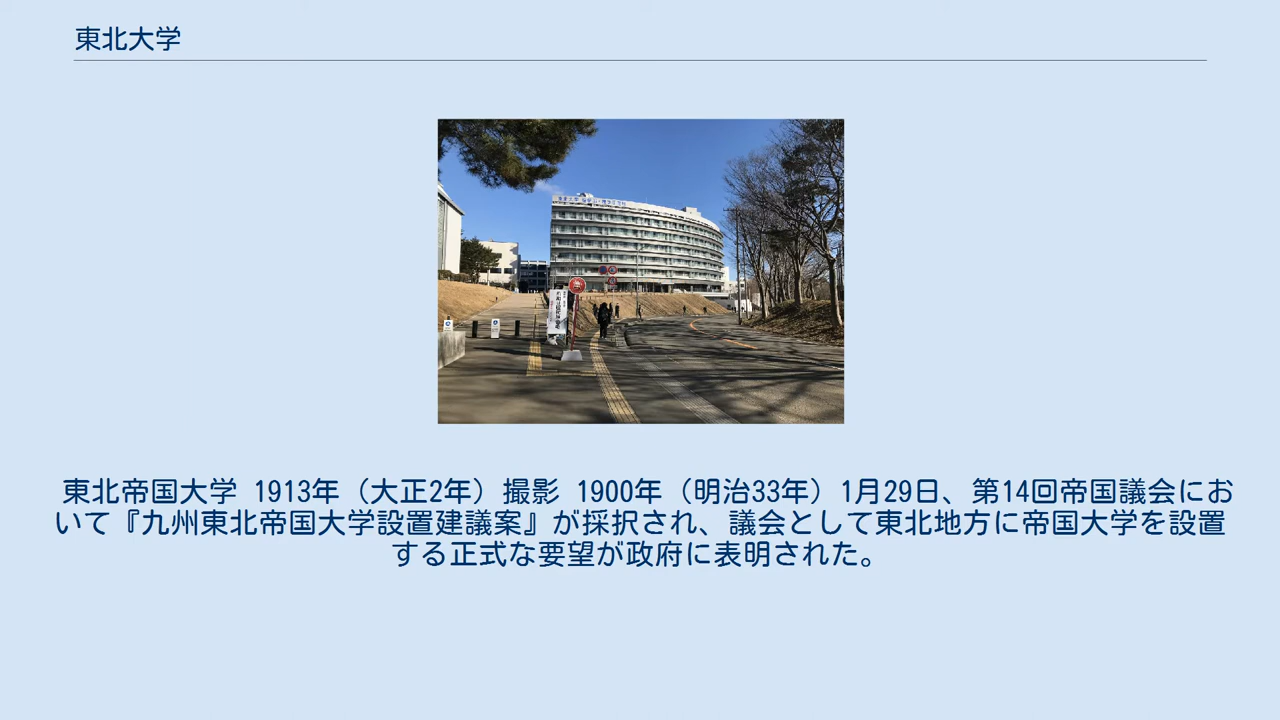 東北大学
東北帝国大学 1913年（大正2年）撮影 1900年（明治33年）1月29日、第14回帝国議会にお
いて『九州東北帝国大学設置建議案』が採択され、議会として東北地方に帝国大学を設置
する正式な要望が政府に表明された。